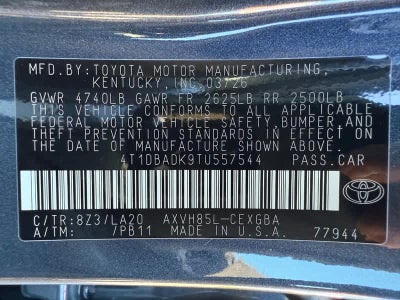 MFD.BY:TOYOTA MOTOR MANUFACTURING,
KENTUCKY, INC. 03/26
GVWR 4740LB GAWR FR 2625LB RR 2500LB
THIS VEHICLE CONFORMS TO ALL APPLICABLE
FEDERAL MOTOR VEHICLE SAFETY,BUMPER, AND
THEFT PREVENTION STANDARDS IN EFFECT ON
THE DATE OF MANUFACTURE SHOWN ABOVE.
4T1DBADK9TU557544 PASS.CAR
TOYOTA
C/TR:8Z3/LA20 AXVH85L-CEXGBA
A/TM: 7PB11 MADE IN U.S.A. 77944